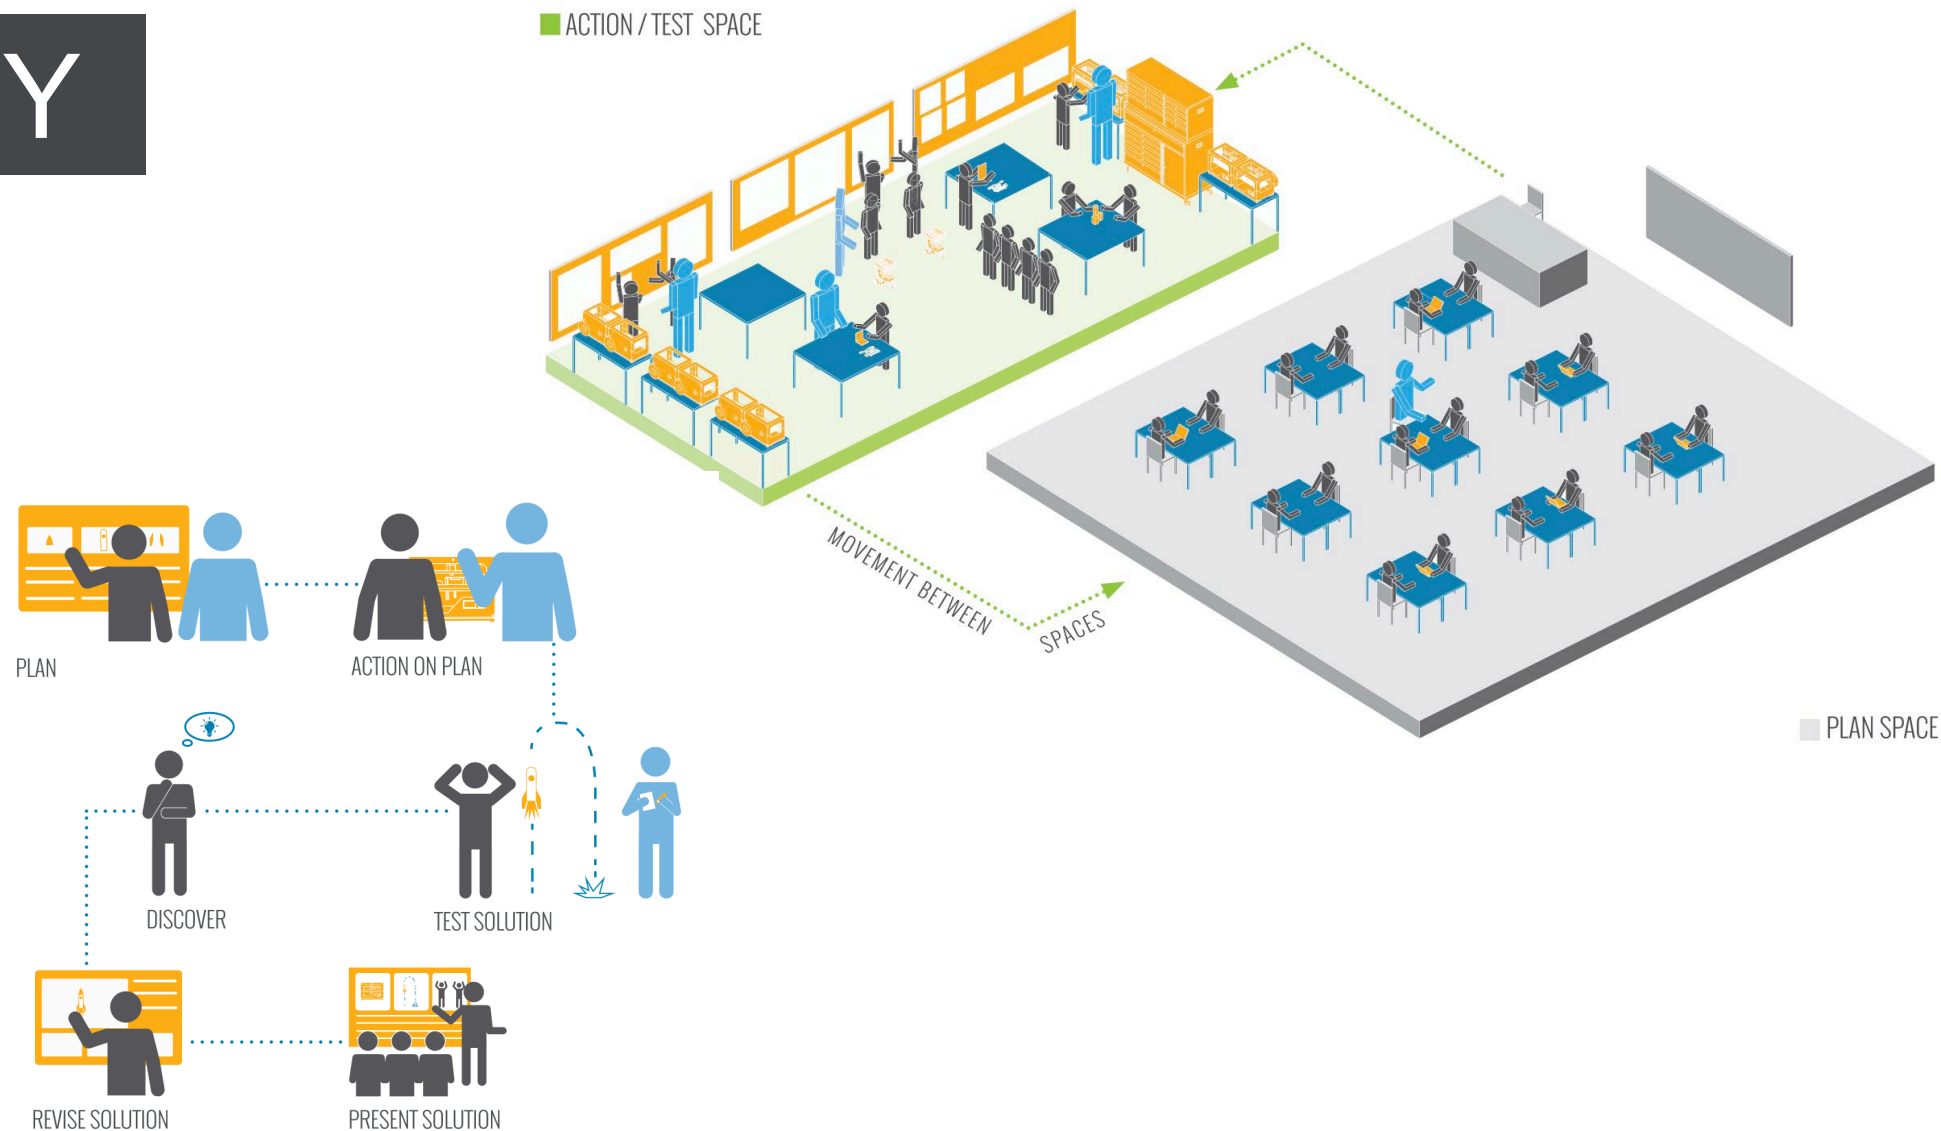 Y
ACTION / TEST SPACE
MOVEMENT BETWEEN
SPACES
PLAN SPACE
PLAN
ACTION ON PLAN
DISCOVER
TEST SOLUTION
REVISE SOLUTION
PRESENT SOLUTION